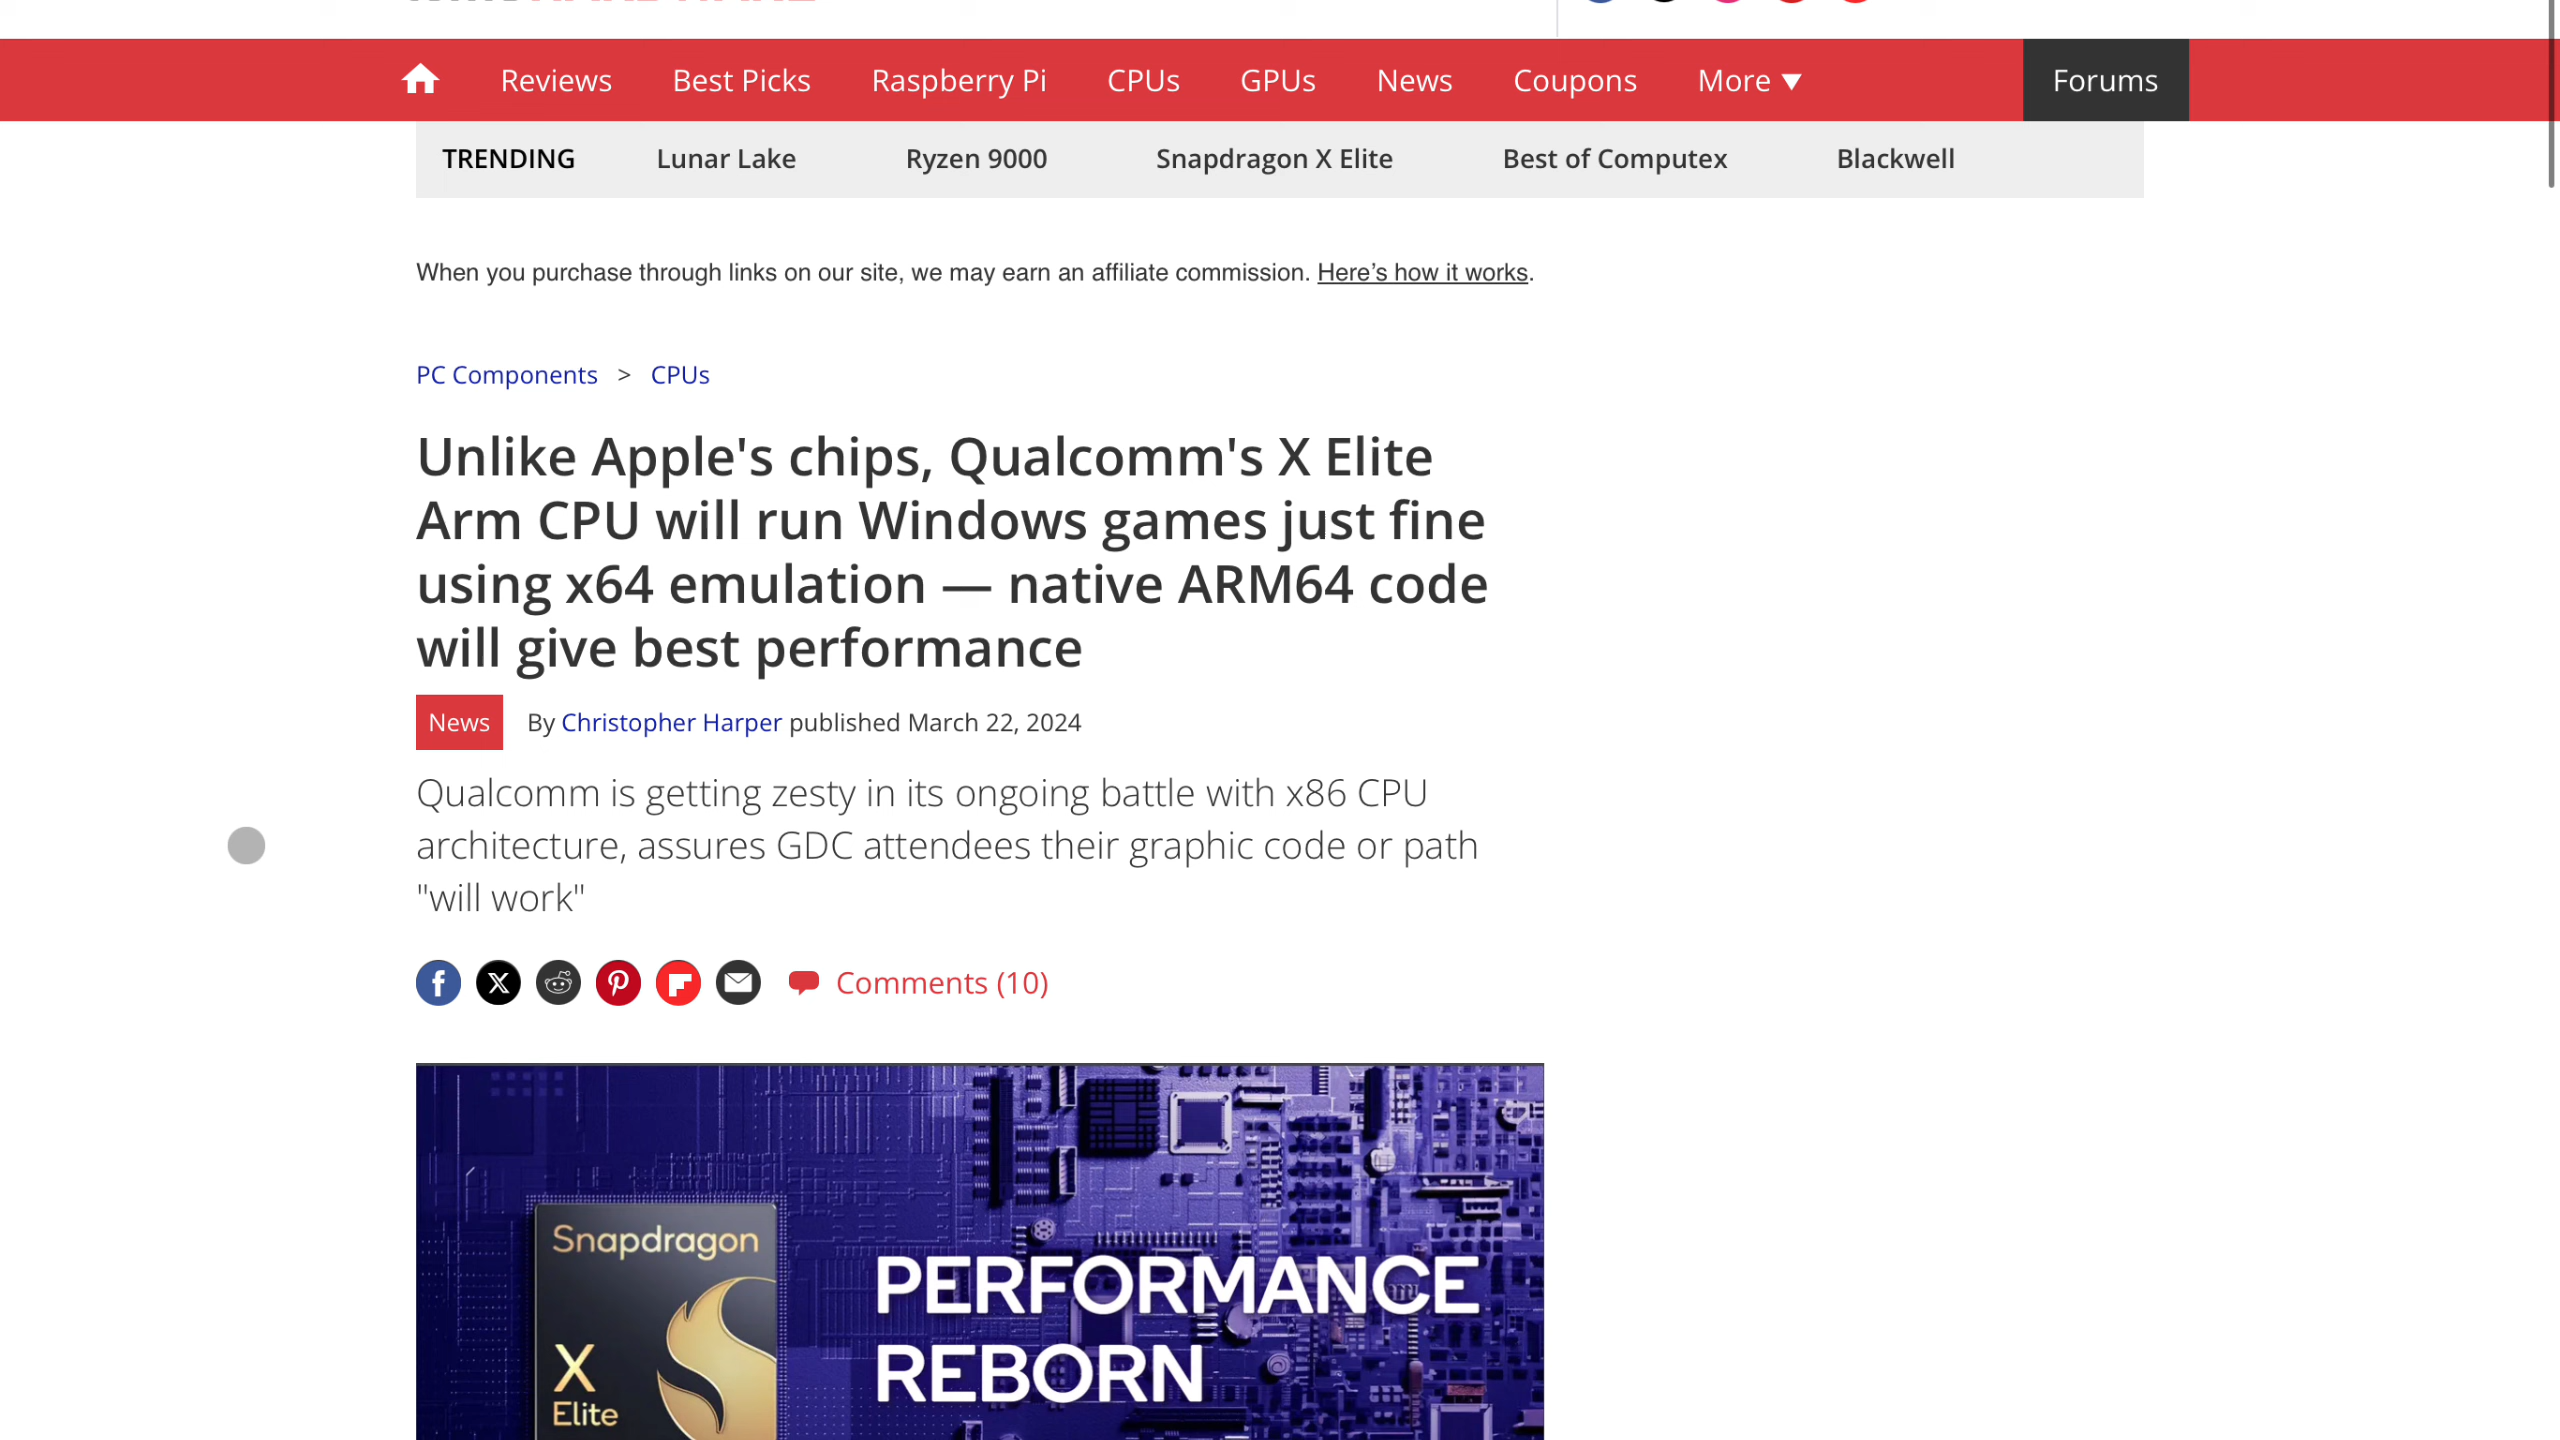 Reviews
Best Picks
Raspberry Pi
CPUs
GPUs
News
Coupons
More ▼
Forums
TRENDING
Lunar Lake
Ryzen 9000
Snapdragon X Elite
Best of Computex
Blackwell
When you purchase through links on our site, we may earn an affiliate commission. Here’s how it works.
PC Components > CPUs
Unlike Apple's chips, Qualcomm's X Elite
Arm CPU will run Windows games just fine
using x64 emulation — native ARM64 code
will give best performance
News
By Christopher Harper published March 22, 2024
Qualcomm is getting zesty in its ongoing battle with x86 CPU
architecture, assures GDC attendees their graphic code or path
"will work"
Comments (10)
Snapdragon
X
Elite
PERFORMANCE
REBORN